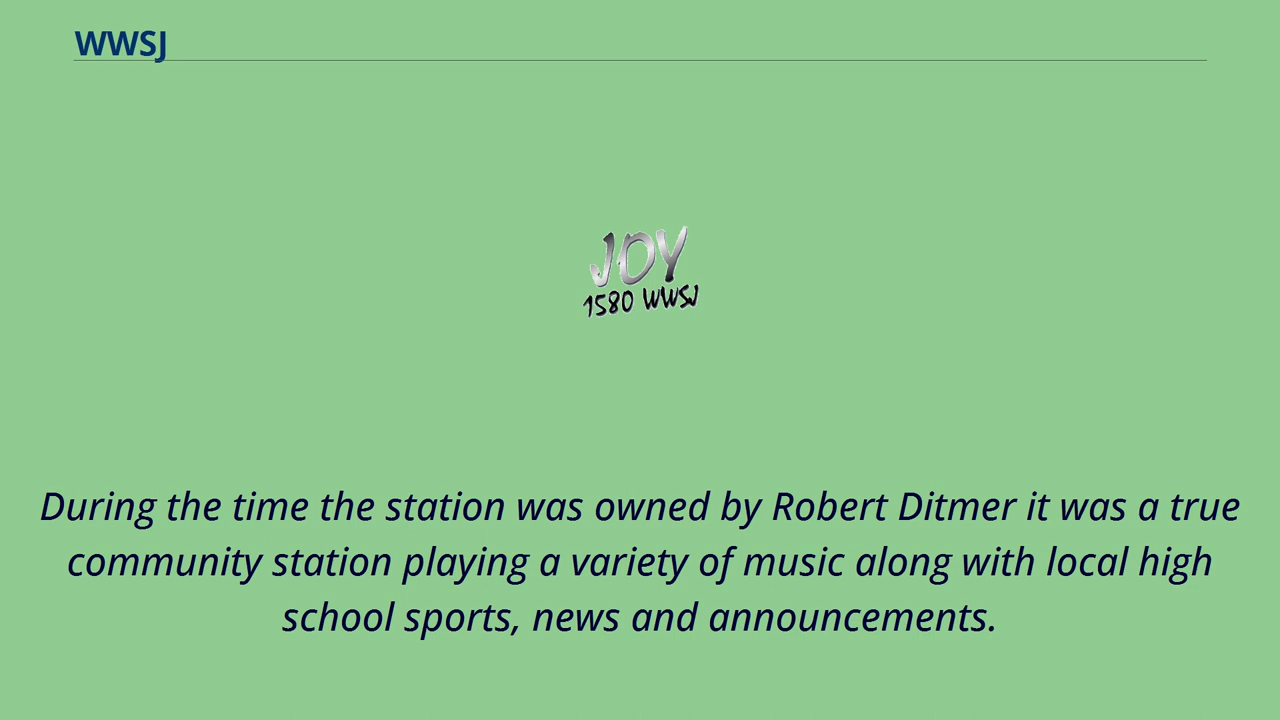 WWSJ
JOY
1580 WWSJ
During the time the station was owned by Robert Ditmer it was a true
community station playing a variety of music along with local high
school sports, news and announcements.